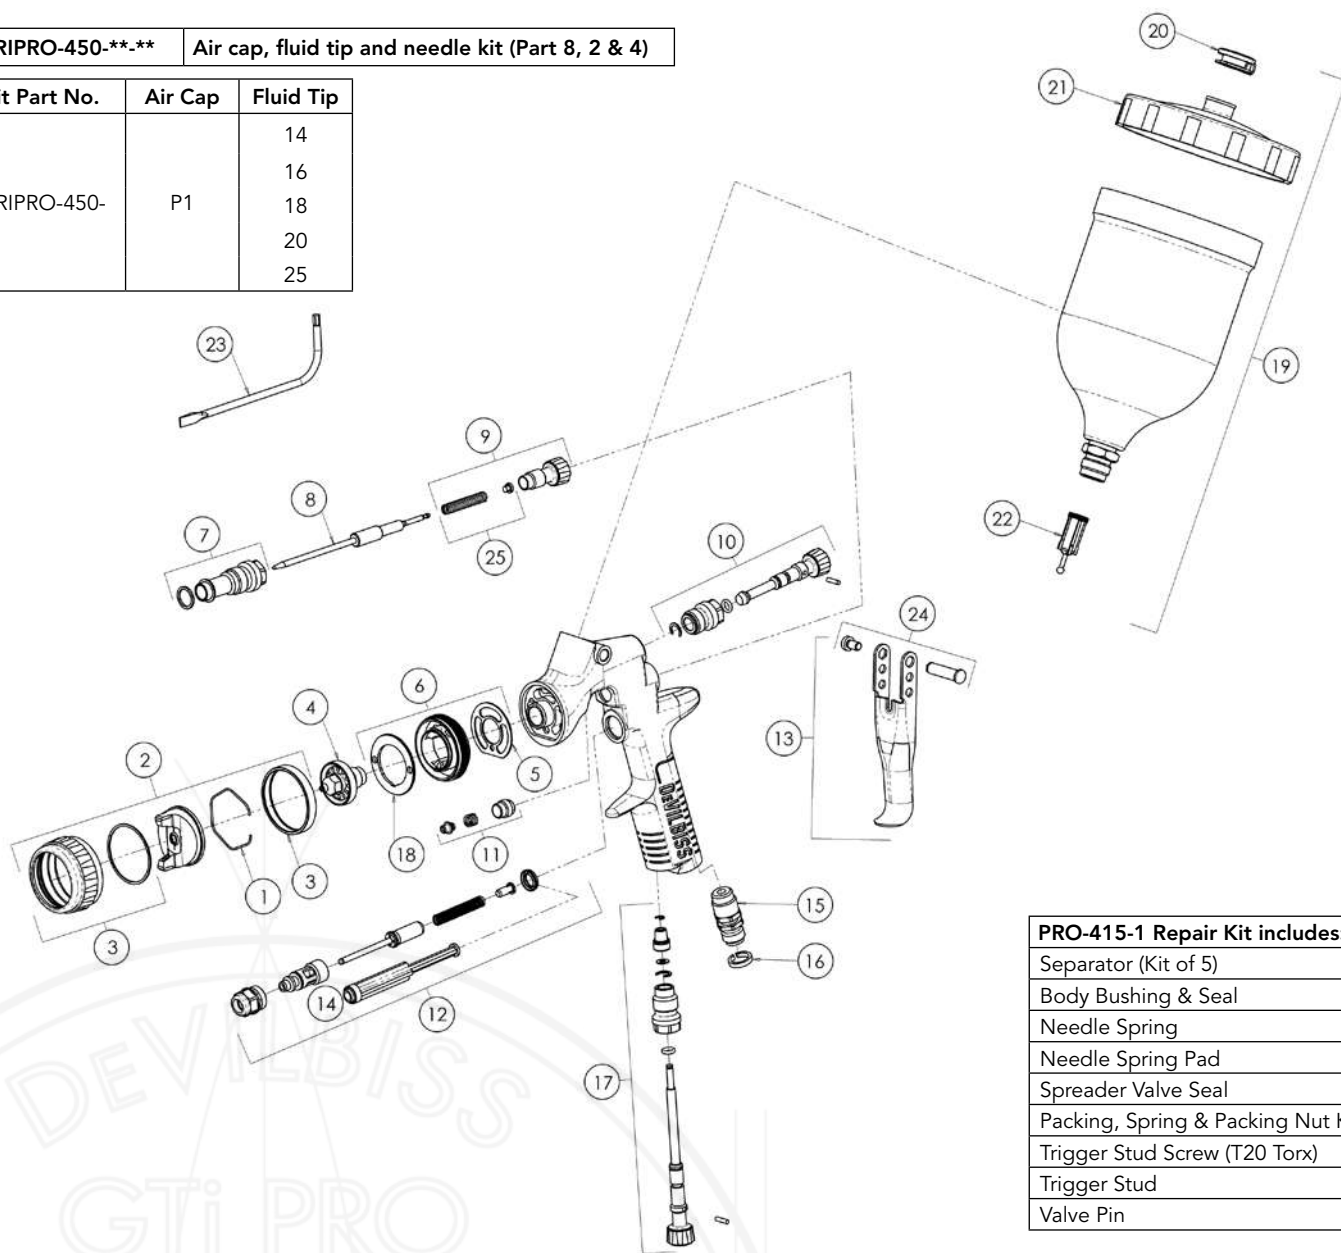 RIPRO-450-**-** Air cap, fluid tip and needle kit (Part 8, 2 & 4)
it Part No. Air Cap Fluid Tip
14
16
RIPRO-450- P1 18
20
25
20
21
23
19
9
8
22
7
25
10
24
6
4
13
2
5
18
11
1
3
3
15
16
14
12
17
DEVILBISS
DEVILBISS
GTi PRO
PRO-415-1 Repair Kit includes:
Separator (Kit of 5)
Body Bushing & Seal
Needle Spring
Needle Spring Pad
Spreader Valve Seal
Packing, Spring & Packing Nut K
Trigger Stud Screw (T20 Torx)
Trigger Stud
Valve Pin